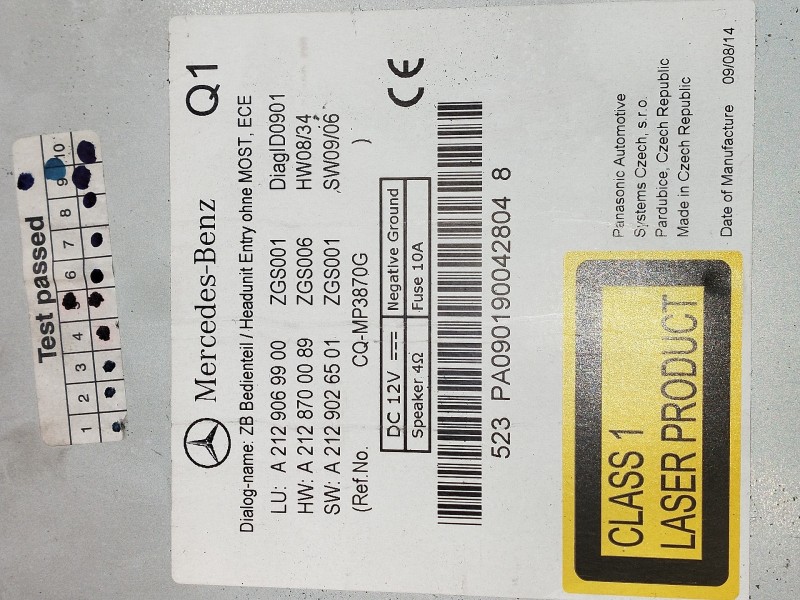 Test passed
1 2 3 4 5 6 7 8 9 10
Mercedes-Benz Q1
Dialog-name: ZB Bedienteil / Headunit Entry ohne MOST, ECE
LU: A 212 906 99 00 ZGS001 DiagID0901
HW: A 212 870 00 89 ZGS006 HW08/34
SW: A 212 902 65 01 ZGS001 SW09/06
(Ref.No. CQ-MP3870G )
DC 12V Negative Ground
Speaker 4Ω Fuse 10A
CE
523 PA090190042804 8
CLASS 1
LASER PRODUCT
Panasonic Automotive
Systems Czech, s.r.o.
Pardubice, Czech Republic
Made in Czech Republic
Date of Manufacture 09/08/14